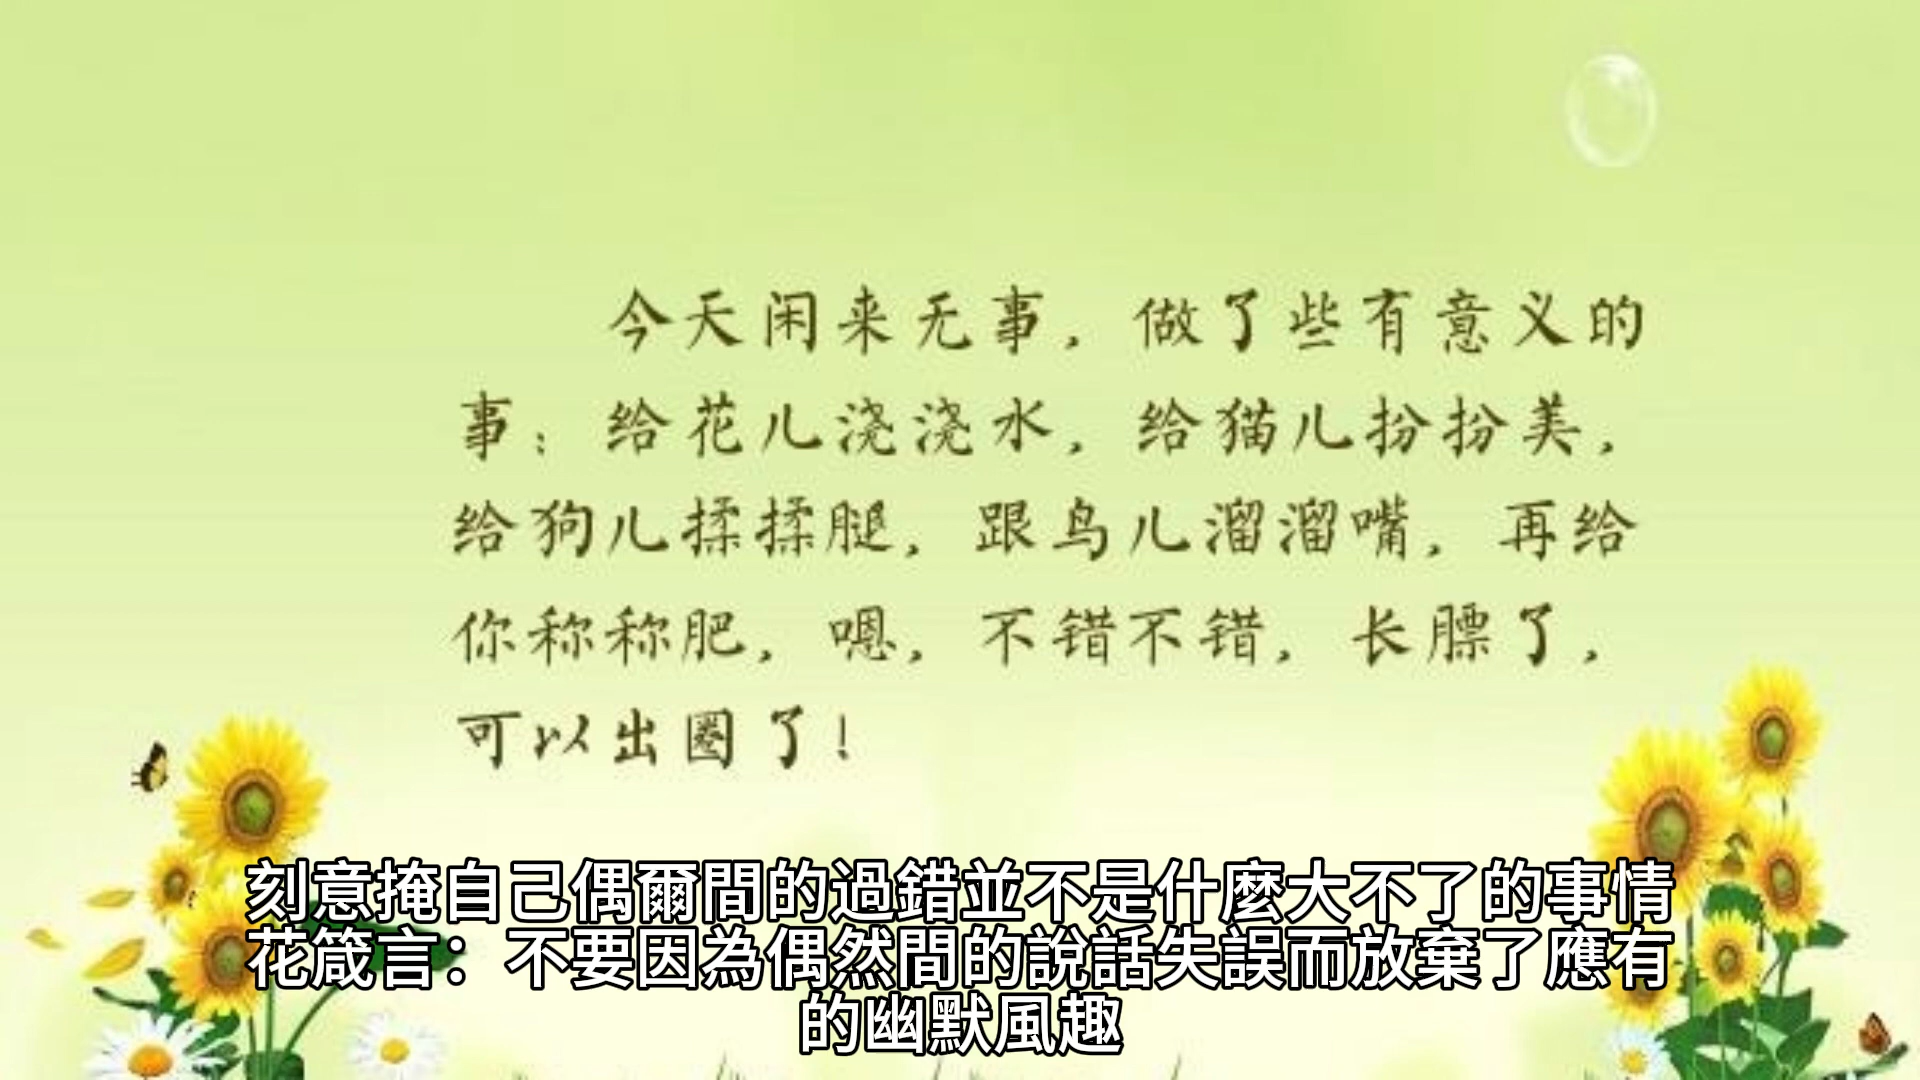 今天闲来无事，做了些有意义的
事：给花儿浇浇水，给猫儿扮扮美，
给狗儿揉揉腿，跟鸟儿溜溜嘴，再给
你称称肥，嗯，不错不错，长膘了，
可以出圈了！
刻意掩自己偶爾間的過錯並不是什麼大不了的事情
花箴言：不要因為偶然間的說話失誤而放棄了應有
的幽默風趣